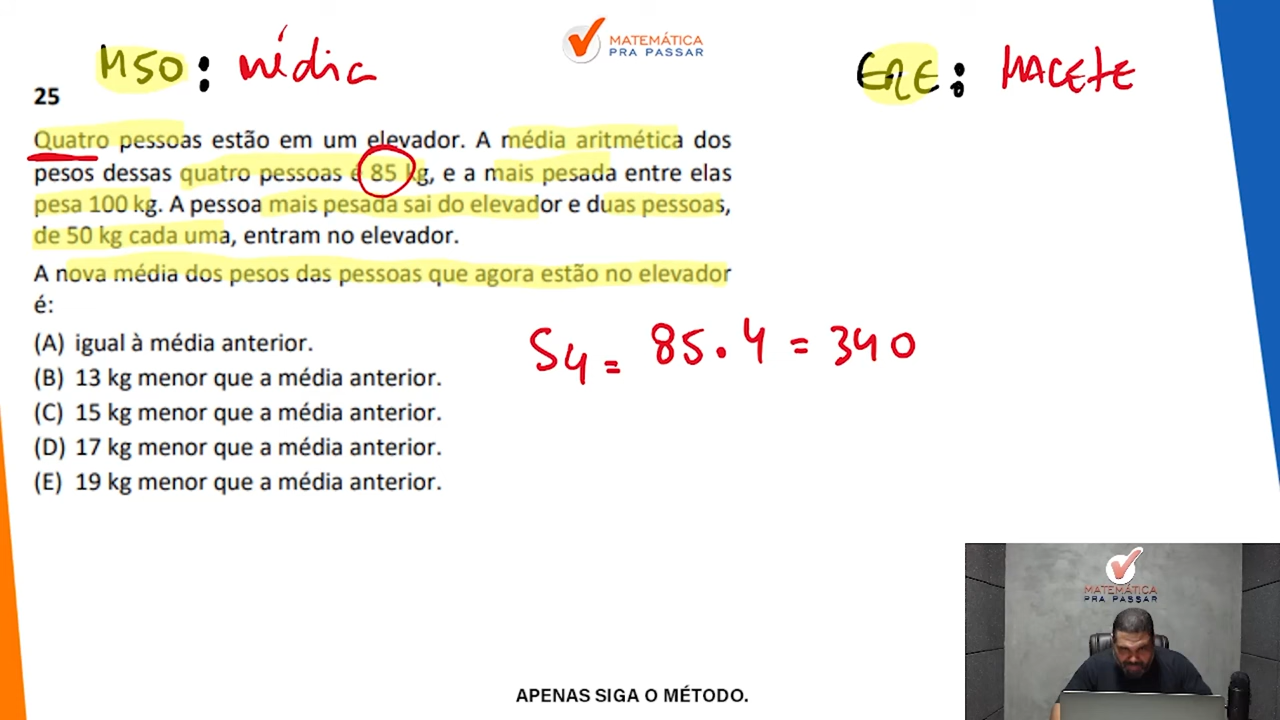 MATEMÁTICA
PRA PASSAR
MSO : média
ERE : MACETE
25
Quatro pessoas estão em um elevador. A média aritmética dos
pesos dessas quatro pessoas é 85 kg, e a mais pesada entre elas
pesa 100 kg. A pessoa mais pesada sai do elevador e duas pessoas,
de 50 kg cada uma, entram no elevador.
A nova média dos pesos das pessoas que agora estão no elevador
é:
(A) igual à média anterior.
(B) 13 kg menor que a média anterior.
(C) 15 kg menor que a média anterior.
(D) 17 kg menor que a média anterior.
(E) 19 kg menor que a média anterior.
S4 = 85 . 4 = 340
MATEMÁTICA
PRA PASSAR
APENAS SIGA O MÉTODO.